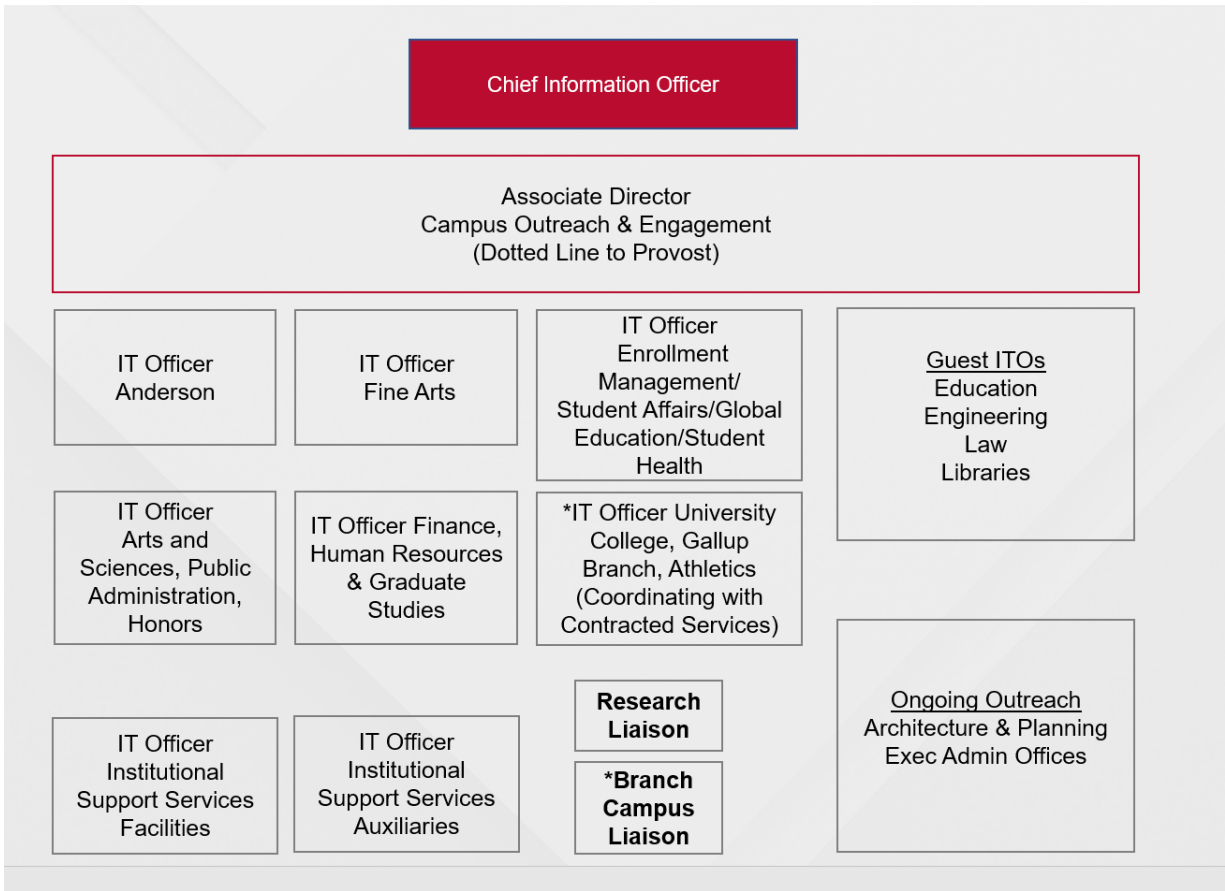 Chief Information Officer
Associate Director
Campus Outreach & Engagement
(Dotted Line to Provost)
IT Officer
Anderson
IT Officer
Fine Arts
IT Officer
Enrollment
Management/
Student Affairs/Global
Education/Student
Health
Guest ITOs
Education
Engineering
Law
Libraries
IT Officer
Arts and
Sciences, Public
Administration,
Honors
IT Officer Finance,
Human Resources
& Graduate
Studies
*IT Officer University
College, Gallup
Branch, Athletics
(Coordinating with
Contracted Services)
IT Officer
Institutional
Support Services
Facilities
IT Officer
Institutional
Support Services
Auxiliaries
Research
Liaison
*Branch
Campus
Liaison
Ongoing Outreach
Architecture & Planning
Exec Admin Offices